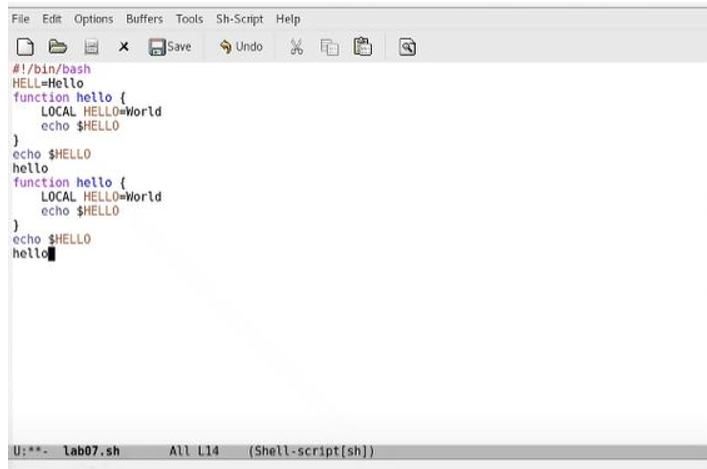 File Edit Options Buffers Tools Sh-Script Help
Save Undo
#!/bin/bash
HELL=Hello
function hello {
    LOCAL HELLO=World
    echo $HELLO
}
echo $HELLO
hello
function hello {
    LOCAL HELLO=World
    echo $HELLO
}
echo $HELLO
hello
U:**- lab07.sh All L14 (Shell-script[sh])